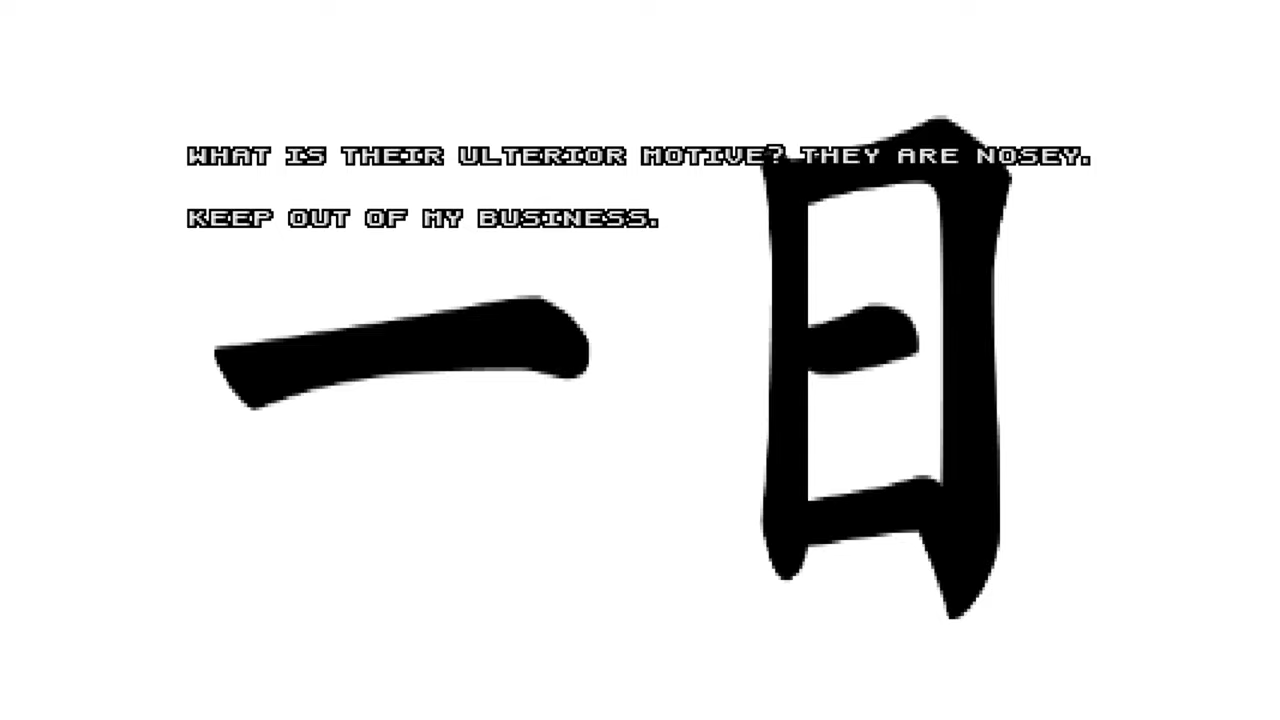 WHAT IS THEIR ULTERIOR MOTIVE? THEY ARE NOSEY.
KEEP OUT OF MY BUSINESS.
一日